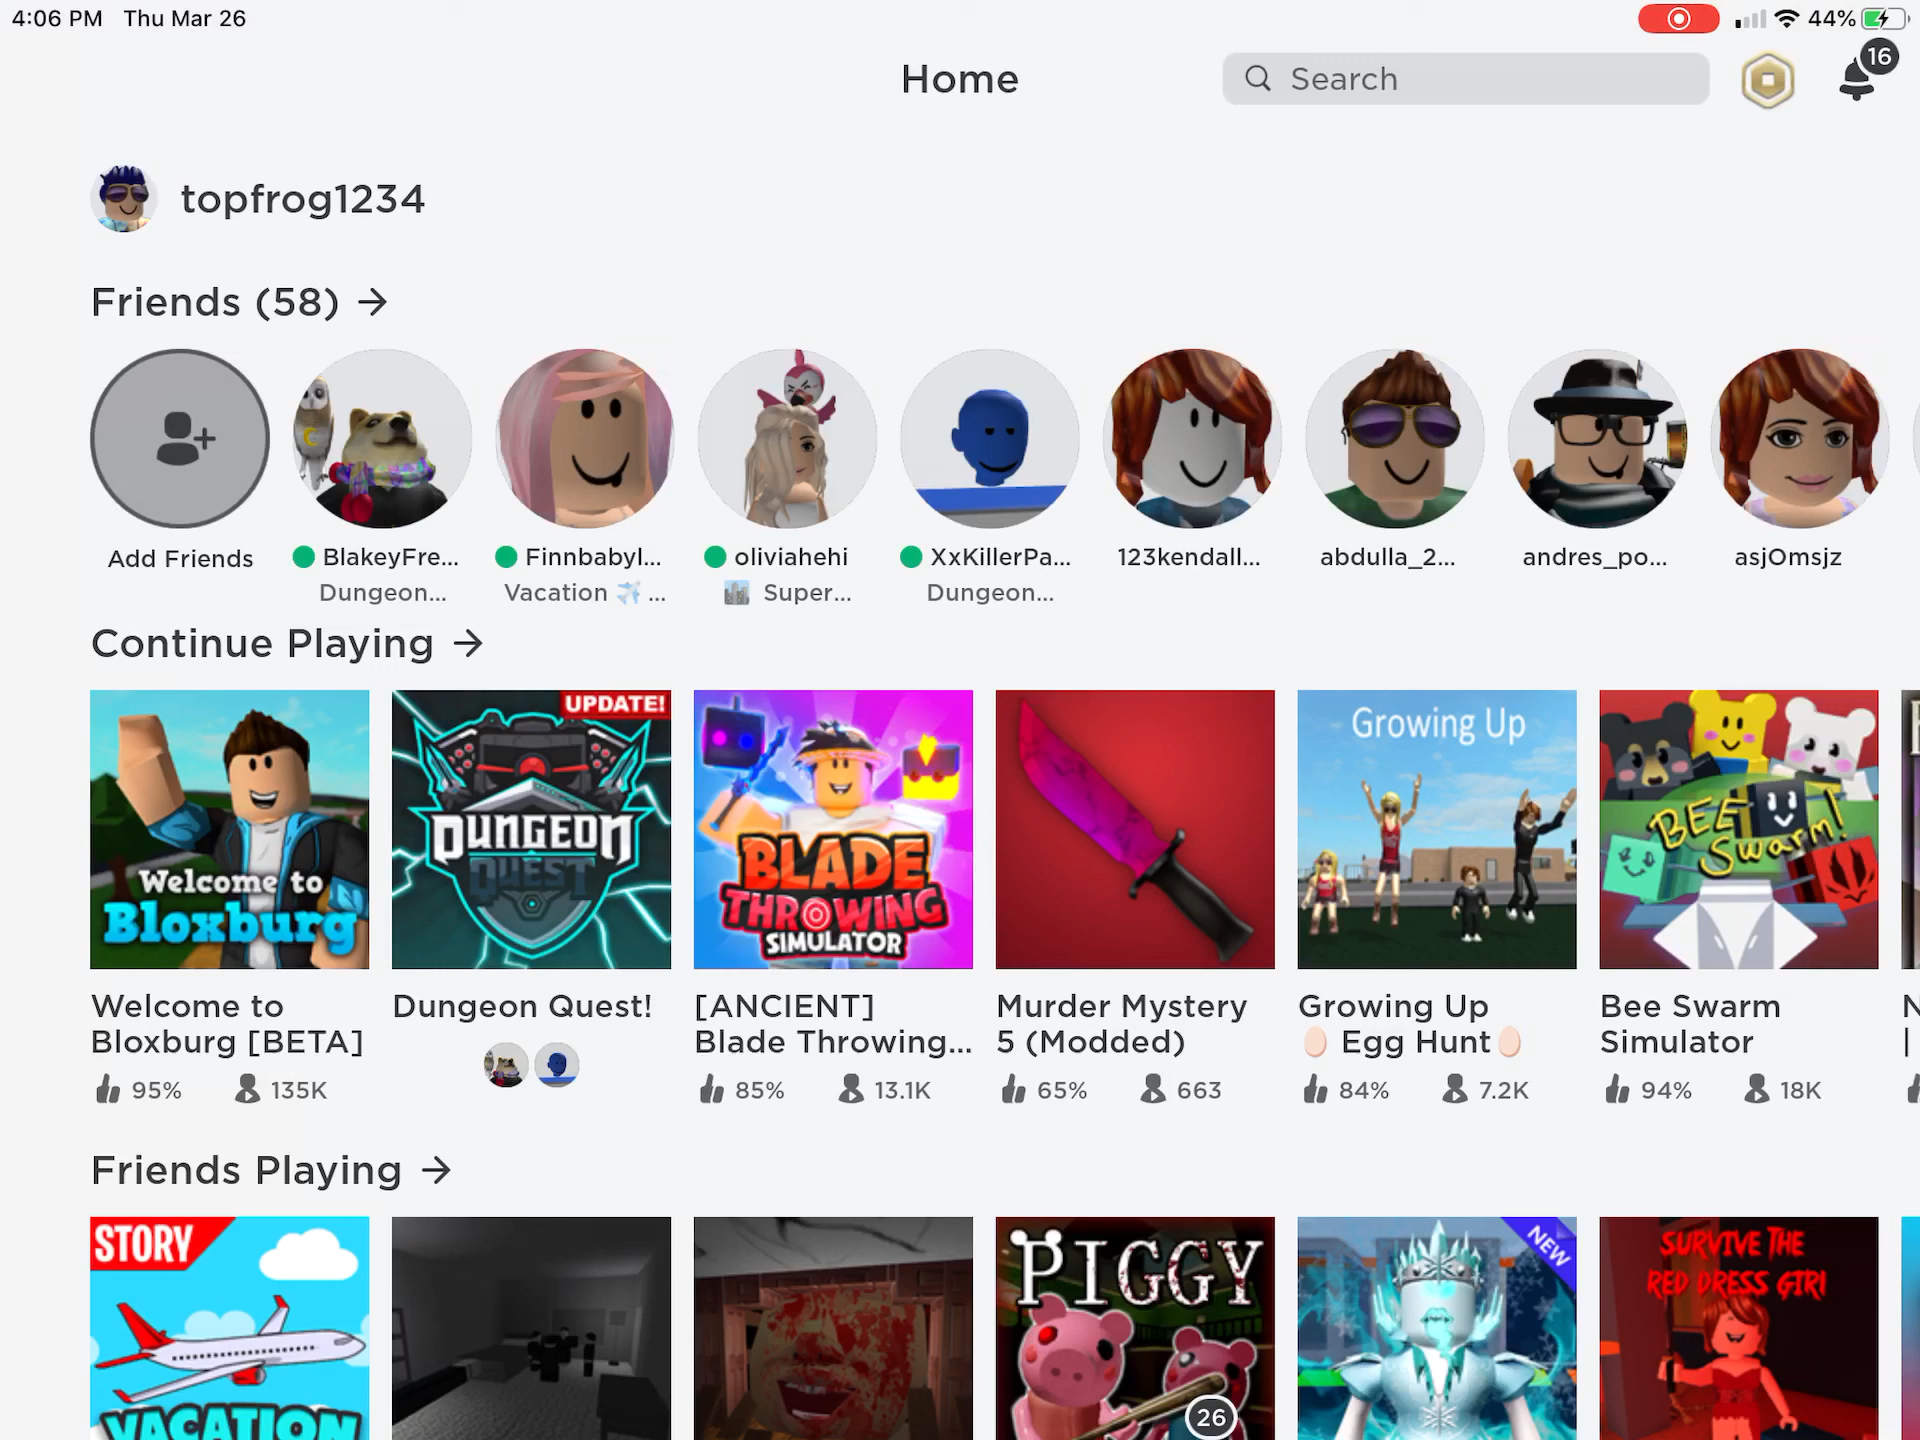 4:06 PM Thu Mar 26
44%
Home
Search
16
topfrog1234
Friends (58) →
Add Friends
BlakeyFre...
Finnbabyl...
oliviahehi
XxKillerPa...
123kendall...
abdulla_2...
andres_po...
asjOmsjz
Dungeon...
Vacation ✈️ ...
🏙️ Super...
Dungeon...
Continue Playing →
Welcome to
Bloxburg
UPDATE!
DUNGEON
QUEST
BLADE
THROWING
SIMULATOR
Growing Up
BEE
Swarm!
Welcome to
Bloxburg [BETA]
95% 135K
Dungeon Quest!
[ANCIENT]
Blade Throwing...
85% 13.1K
Murder Mystery
5 (Modded)
65% 663
Growing Up
🥚 Egg Hunt🥚
84% 7.2K
Bee Swarm
Simulator
94% 18K
Friends Playing →
STORY
VACATION
PIGGY
26
NEW
SURVIVE THE
RED DRESS GIRL